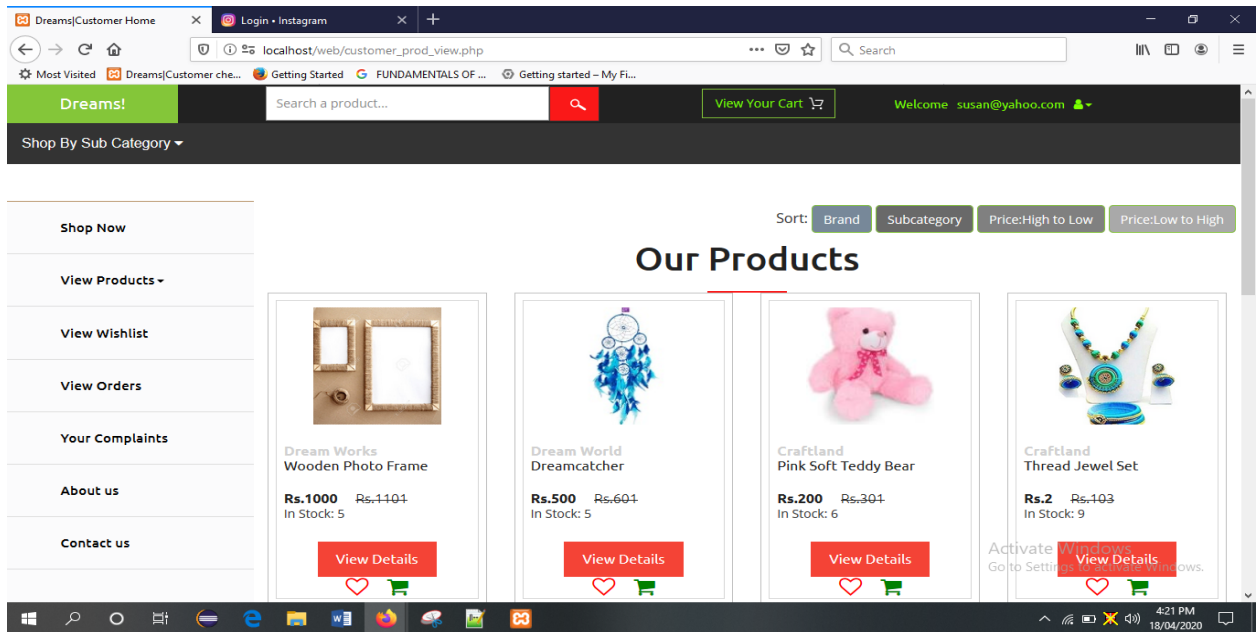 Dreams|Customer Home
Login • Instagram
localhost/web/customer_prod_view.php
Search
Most Visited Dreams|Customer che... Getting Started FUNDAMENTALS OF ... Getting started – My Fi...
Dreams!
Search a product...
View Your Cart
Welcome susan@yahoo.com
Shop By Sub Category
Shop Now
View Products
View Wishlist
View Orders
Your Complaints
About us
Contact us
Sort: Brand Subcategory Price:High to Low Price:Low to High
Our Products
Dream Works
Wooden Photo Frame
Rs.1000 Rs.1101
In Stock: 5
View Details
Dream World
Dreamcatcher
Rs.500 Rs.601
In Stock: 5
View Details
Craftland
Pink Soft Teddy Bear
Rs.200 Rs.301
In Stock: 6
View Details
Craftland
Thread Jewel Set
Rs.2 Rs.103
In Stock: 9
View Details
Activate Windows
Go to Settings to activate Windows.
4:21 PM
18/04/2020